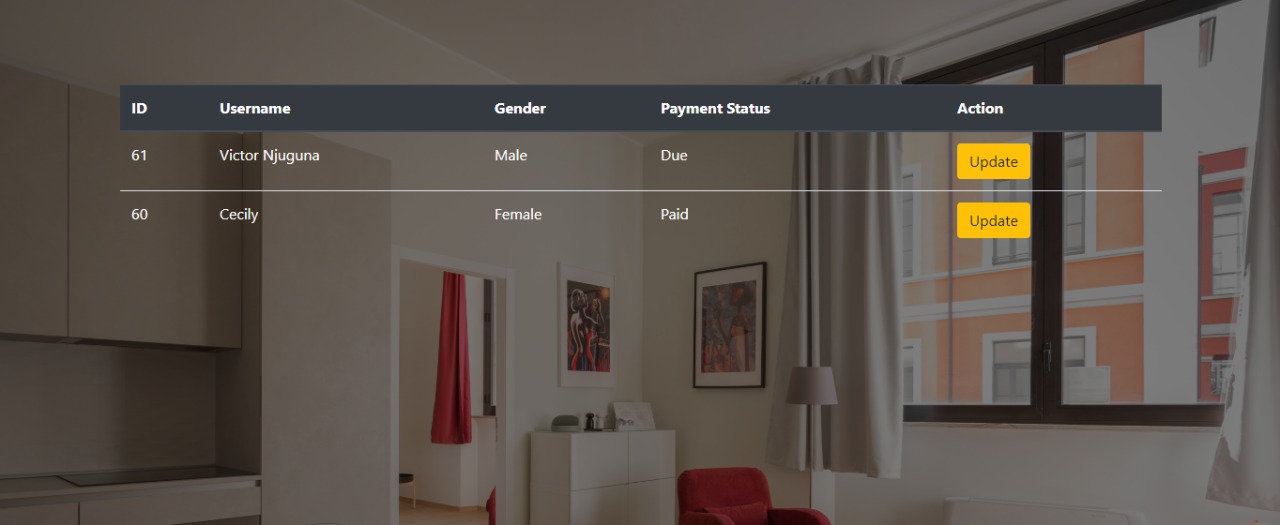 ID Username Gender Payment Status Action
61 Victor Njuguna Male Due Update
60 Cecily Female Paid Update